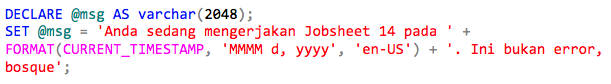 DECLARE @msg AS varchar(2048);
SET @msg = 'Anda sedang mengerjakan Jobsheet 14 pada ' +
FORMAT(CURRENT_TIMESTAMP, 'MMMM d, yyyy', 'en-US') + '. Ini bukan error,
bosque';